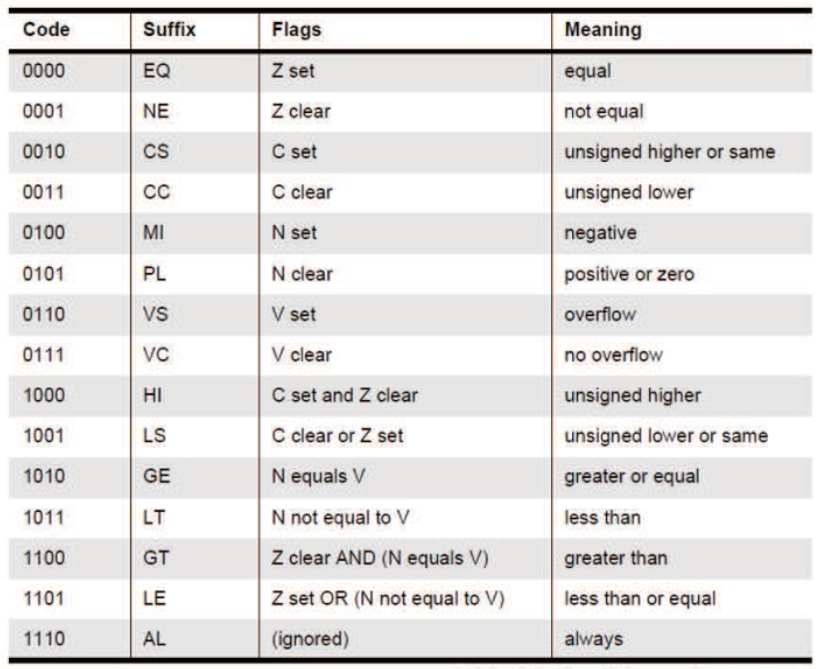 Code Suffix Flags Meaning
0000 EQ Z set equal
0001 NE Z clear not equal
0010 CS C set unsigned higher or same
0011 CC C clear unsigned lower
0100 MI N set negative
0101 PL N clear positive or zero
0110 VS V set overflow
0111 VC V clear no overflow
1000 HI C set and Z clear unsigned higher
1001 LS C clear or Z set unsigned lower or same
1010 GE N equals V greater or equal
1011 LT N not equal to V less than
1100 GT Z clear AND (N equals V) greater than
1101 LE Z set OR (N not equal to V) less than or equal
1110 AL (ignored) always